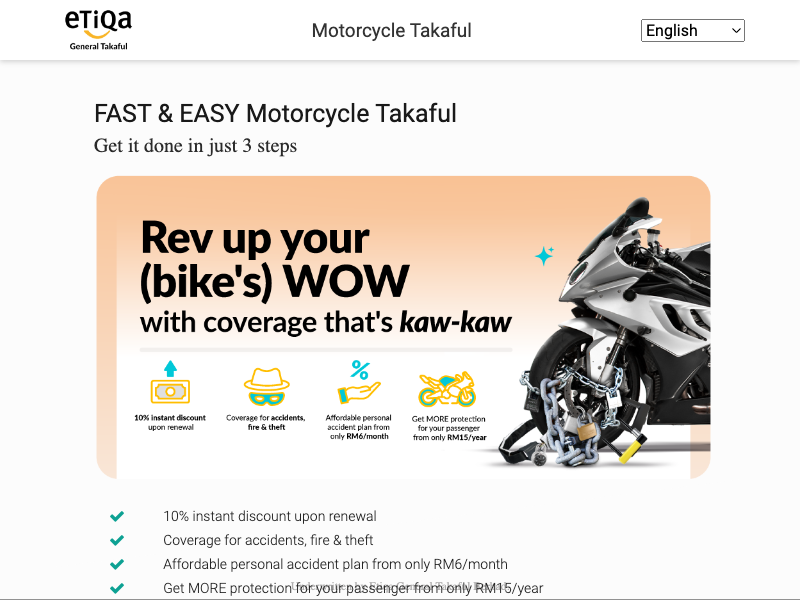 eTiQa
General Takaful
Motorcycle Takaful
English
FAST & EASY Motorcycle Takaful
Get it done in just 3 steps
Rev up your
(bike's) WOW
with coverage that's kaw-kaw
10% instant discount
upon renewal
Coverage for accidents,
fire & theft
%
Affordable personal
accident plan from
only RM6/month
Get MORE protection
for your passenger
from only RM15/year
10% instant discount upon renewal
Coverage for accidents, fire & theft
Affordable personal accident plan from only RM6/month
Get MORE protection for your passenger from only RM15/year